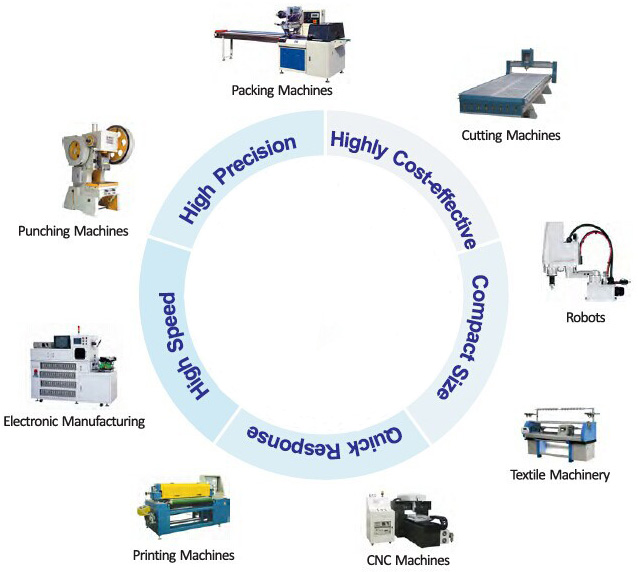 Packing Machines
Cutting Machines
Highly Cost-effective
High Precision
Punching Machines
Robots
Compact Size
High Speed
Electronic Manufacturing
Quick Response
Textile Machinery
Printing Machines
CNC Machines